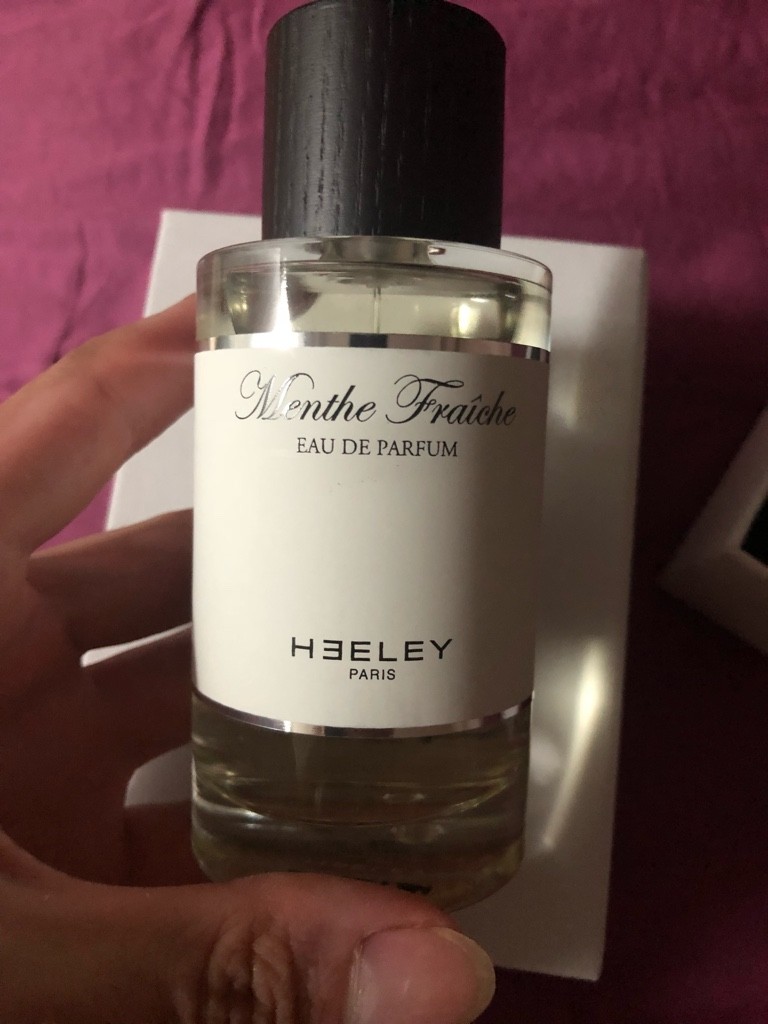 Menthe Fraîche
EAU DE PARFUM
HEELEY
PARIS